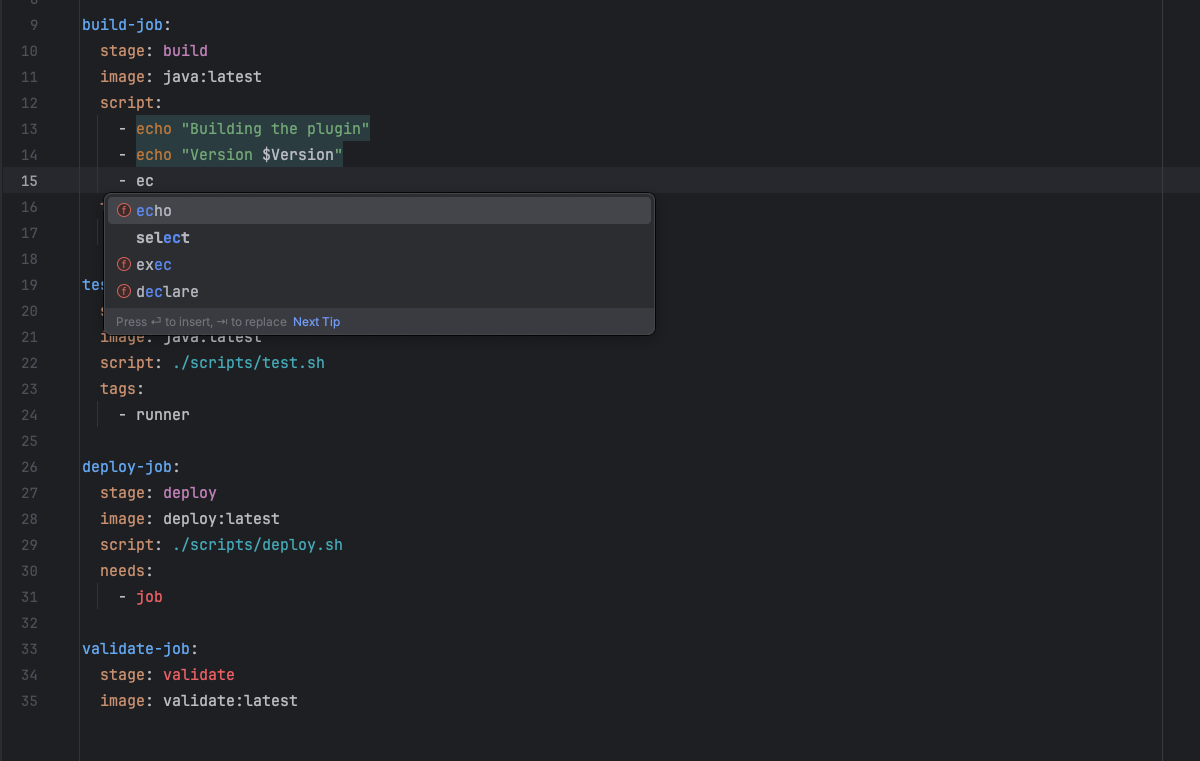 9 build-job:
10 stage: build
11 image: java:latest
12 script:
13 - echo "Building the plugin"
14 - echo "Version $Version"
15 - ec
16
echo
17
select
18
exec
19 tes
declare
20
Press ⏎ to insert, ⇥ to replace Next Tip
21 image: java:latest
22 script: ./scripts/test.sh
23 tags:
24 - runner
25
26 deploy-job:
27 stage: deploy
28 image: deploy:latest
29 script: ./scripts/deploy.sh
30 needs:
31 - job
32
33 validate-job:
34 stage: validate
35 image: validate:latest